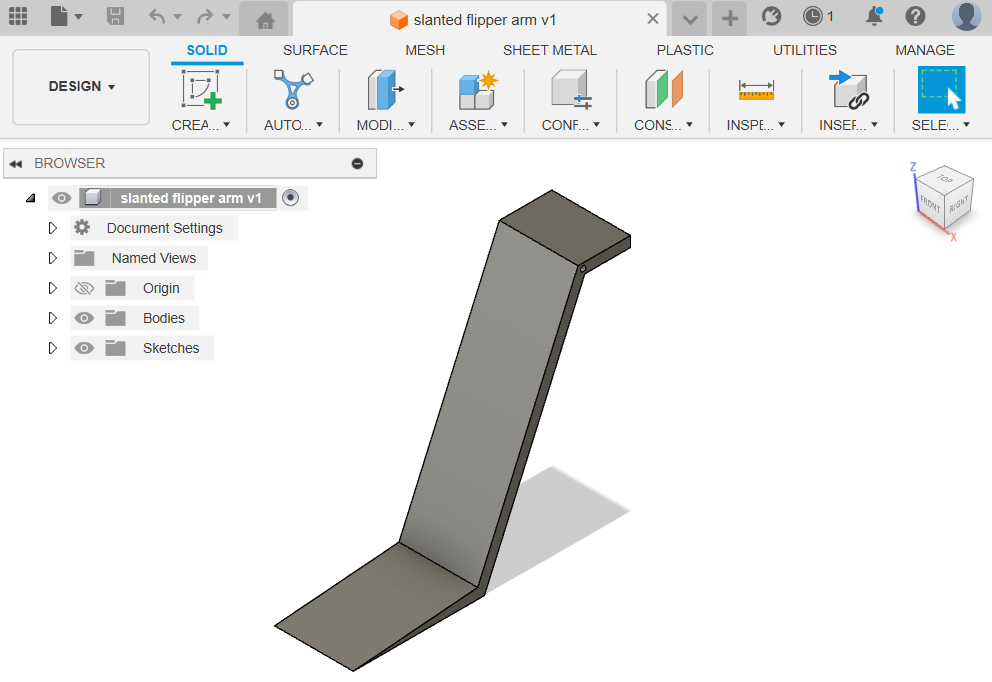 slanted flipper arm v1
1
DESIGN
SOLID SURFACE MESH SHEET METAL PLASTIC UTILITIES MANAGE
CREA... AUTO... MODI... ASSE... CONF... CONS... INSPE... INSEF... SELE...
BROWSER
slanted flipper arm v1
Document Settings
Named Views
Origin
Bodies
Sketches
Z
TOP
FRONT RIGHT
X